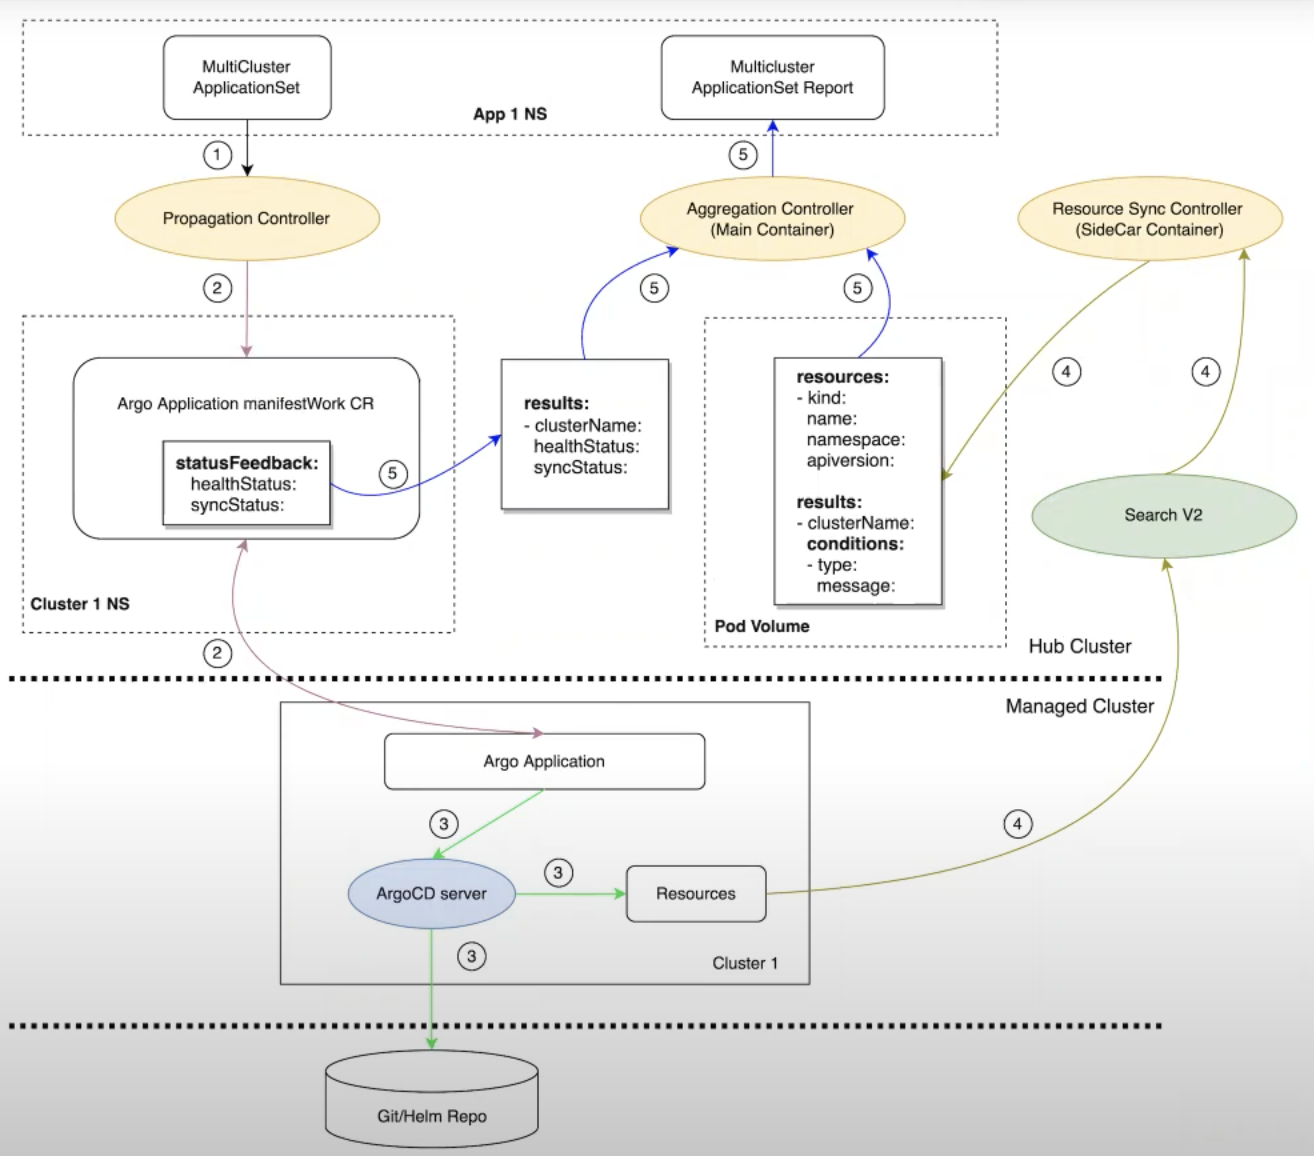 MultiCluster
ApplicationSet
Multicluster
ApplicationSet Report
App 1 NS
1
5
Propagation Controller
Aggregation Controller
(Main Container)
Resource Sync Controller
(SideCar Container)
2
5
5
4
4
Argo Application manifestWork CR
statusFeedback:
healthStatus:
syncStatus:
5
Cluster 1 NS
results:
- clusterName:
healthStatus:
syncStatus:
resources:
- kind:
name:
namespace:
apiversion:
results:
- clusterName:
conditions:
- type:
message:
Pod Volume
Search V2
2
Hub Cluster
Managed Cluster
Argo Application
3
4
ArgoCD server
3
Resources
3
Cluster 1
Git/Helm Repo